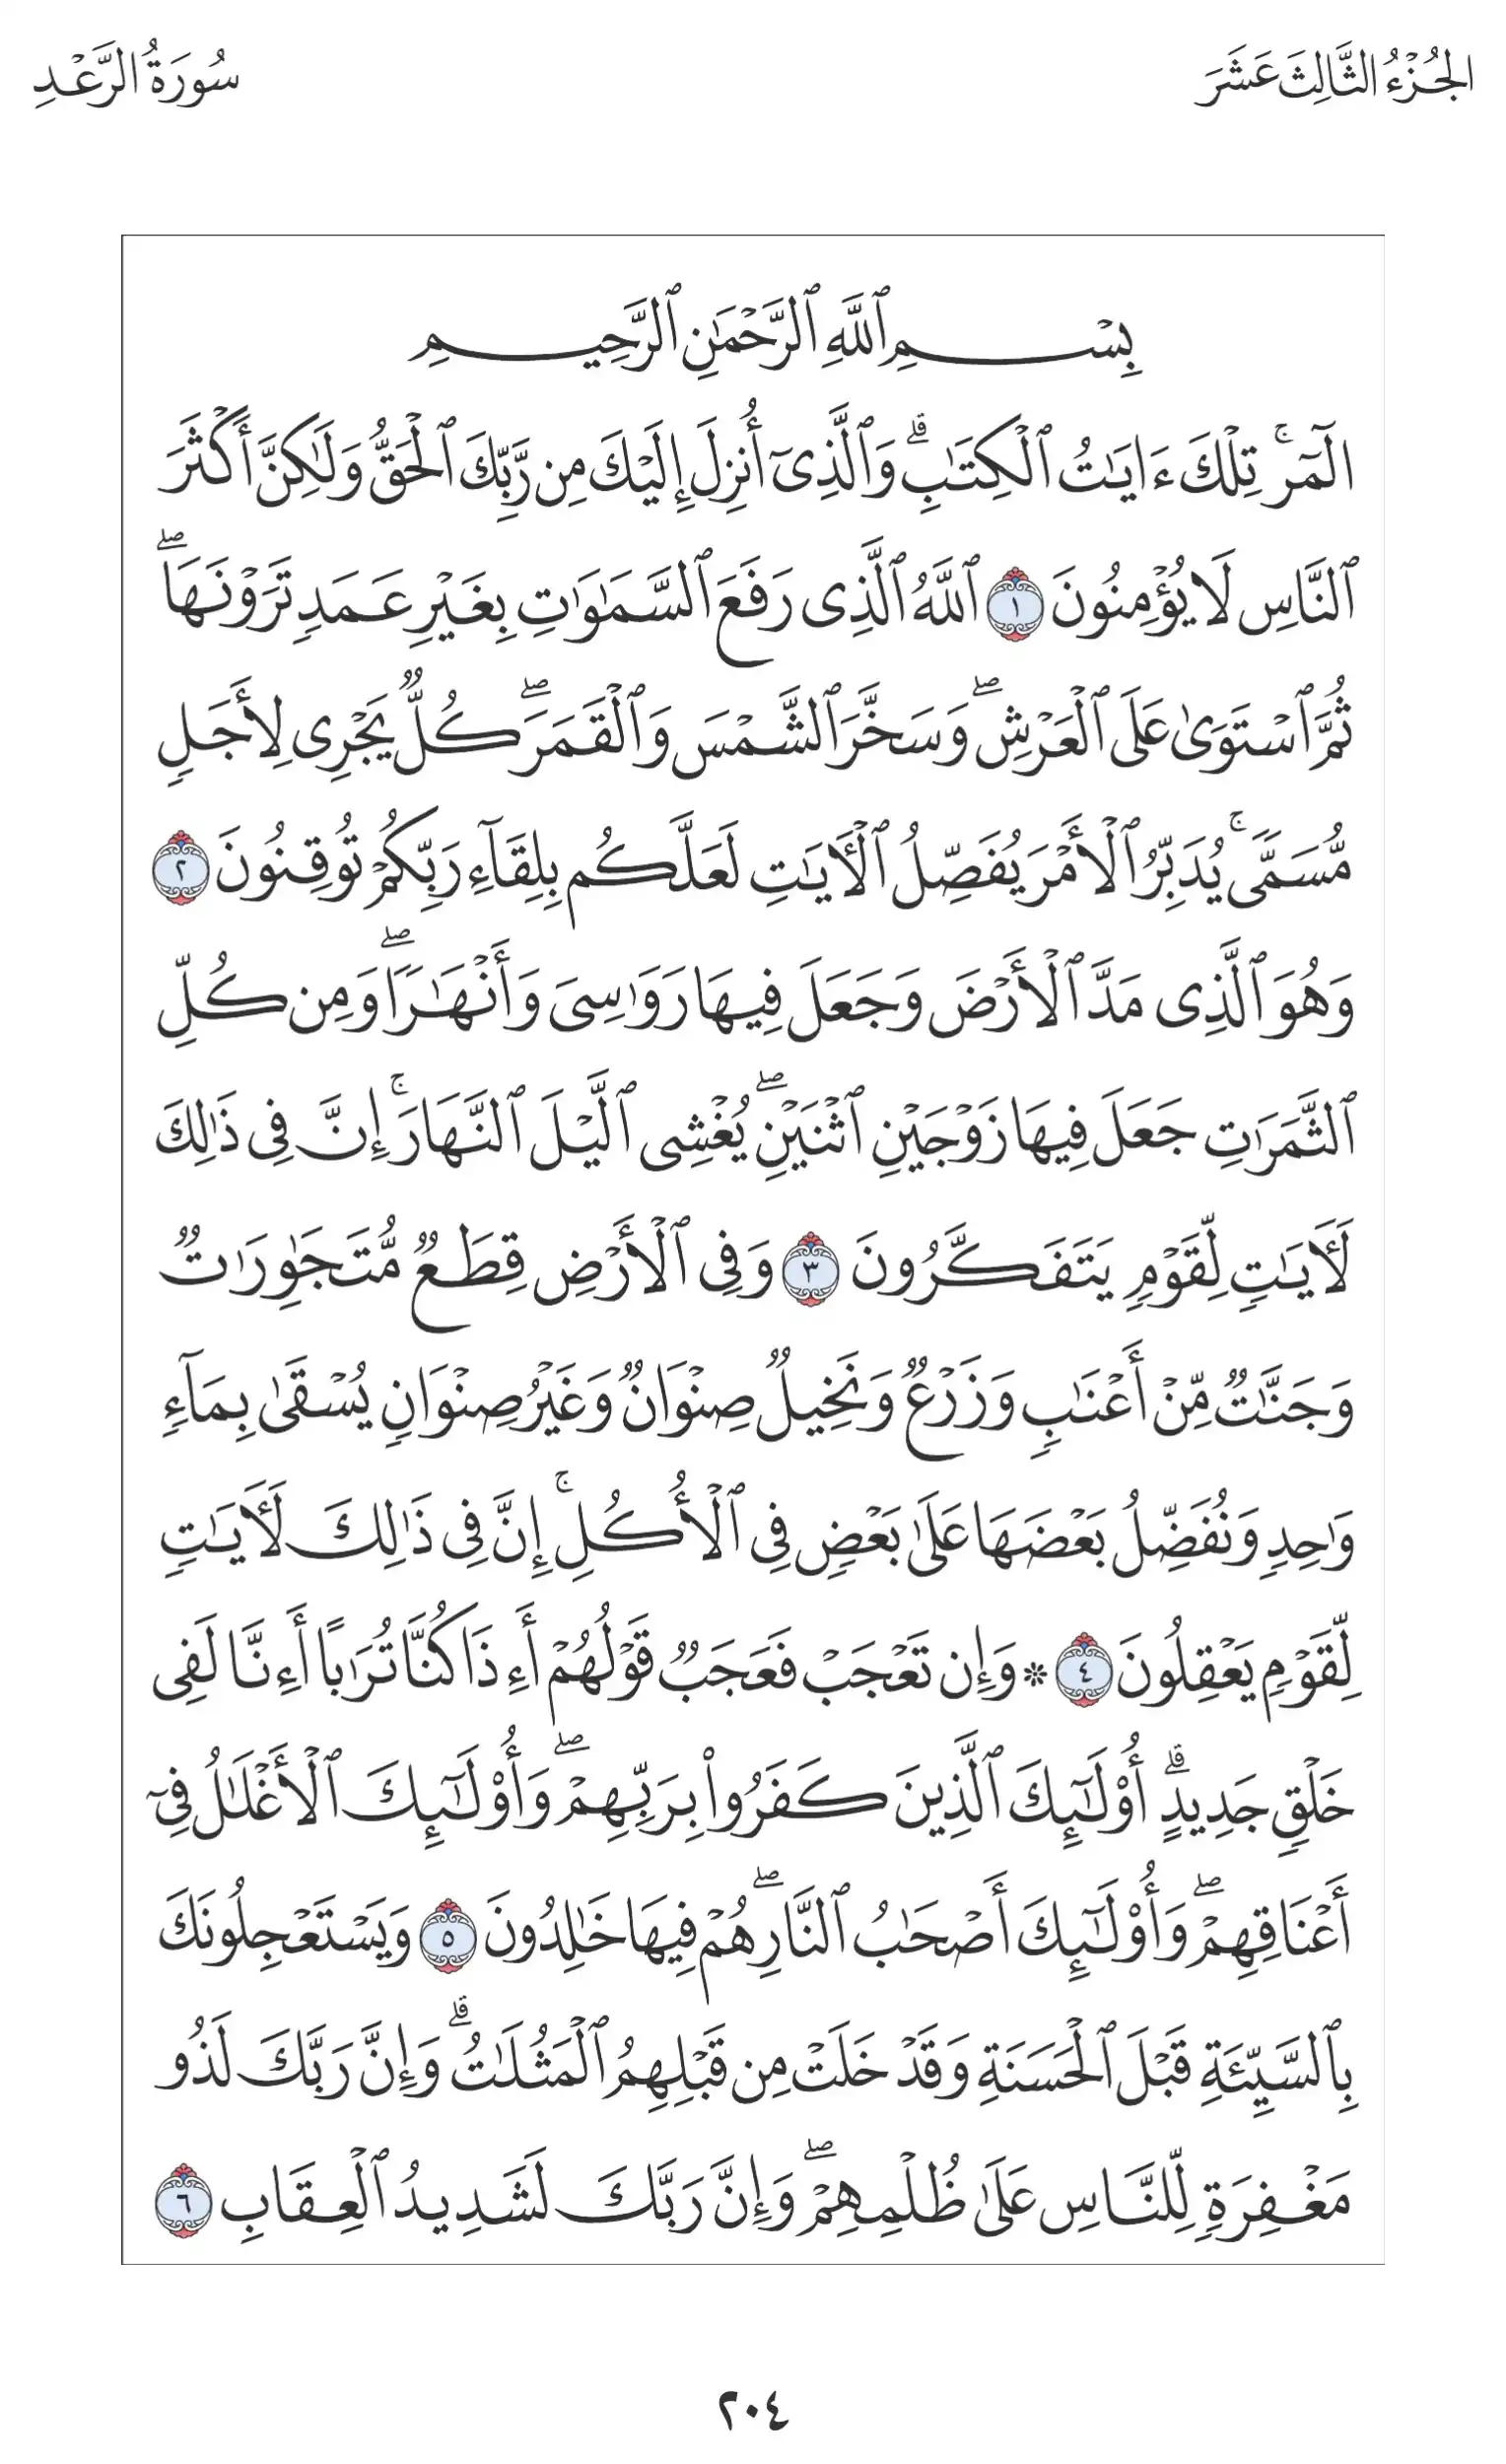 الجُزْءُ الثَّالِثَ عَشَرَ
سُورَةُ الرَّعْدِ
بِسْمِ ٱللَّهِ ٱلرَّحْمَٰنِ ٱلرَّحِيمِ
الٓمٓرۚ تِلْكَ ءَايَٰتُ ٱلْكِتَٰبِۗ وَٱلَّذِىٓ أُنزِلَ إِلَيْكَ مِن رَّبِّكَ ٱلْحَقُّ وَلَٰكِنَّ أَكْثَرَ
ٱلنَّاسِ لَا يُؤْمِنُونَ ١ ٱللَّهُ ٱلَّذِى رَفَعَ ٱلسَّمَٰوَٰتِ بِغَيْرِ عَمَدٍ تَرَوْنَهَاۖ
ثُمَّ ٱسْتَوَىٰ عَلَى ٱلْعَرْشِۖ وَسَخَّرَ ٱلشَّمْسَ وَٱلْقَمَرَۖ كُلٌّ يَجْرِى لِأَجَلٍ
مُّسَمًّىۚ يُدَبِّرُ ٱلْأَمْرَ يُفَصِّلُ ٱلْـَٔايَٰتِ لَعَلَّكُم بِلِقَآءِ رَبِّكُمْ تُوقِنُونَ ٢
وَهُوَ ٱلَّذِى مَدَّ ٱلْأَرْضَ وَجَعَلَ فِيهَا رَوَٰسِىَ وَأَنْهَٰرًاۖ وَمِن كُلِّ
ٱلثَّمَرَٰتِ جَعَلَ فِيهَا زَوْجَيْنِ ٱثْنَيْنِۖ يُغْشِى ٱلَّيْلَ ٱلنَّهَارَۚ إِنَّ فِى ذَٰلِكَ
لَـَٔايَٰتٍ لِّقَوْمٍ يَتَفَكَّرُونَ ٣ وَفِى ٱلْأَرْضِ قِطَعٌ مُّتَجَٰوِرَٰتٌ
وَجَنَّٰتٌ مِّنْ أَعْنَٰبٍ وَزَرْعٌ وَنَخِيلٌ صِنْوَانٌ وَغَيْرُ صِنْوَانٍ يُسْقَىٰ بِمَآءٍ
وَٰحِدٍ وَنُفَضِّلُ بَعْضَهَا عَلَىٰ بَعْضٍ فِى ٱلْأُكُلِۚ إِنَّ فِى ذَٰلِكَ لَـَٔايَٰتٍ
لِّقَوْمٍ يَعْقِلُونَ ٤ * وَإِن تَعْجَبْ فَعَجَبٌ قَوْلُهُمْ أَءِذَا كُنَّا تُرَٰبًا أَءِنَّا لَفِى
خَلْقٍ جَدِيدٍۗ أُو۟لَٰٓئِكَ ٱلَّذِينَ كَفَرُوا۟ بِرَبِّهِمْۖ وَأُو۟لَٰٓئِكَ ٱلْأَغْلَٰلُ فِىٓ
أَعْنَاقِهِمْۖ وَأُو۟لَٰٓئِكَ أَصْحَٰبُ ٱلنَّارِۖ هُمْ فِيهَا خَٰلِدُونَ ٥ وَيَسْتَعْجِلُونَكَ
بِٱلسَّيِّئَةِ قَبْلَ ٱلْحَسَنَةِ وَقَدْ خَلَتْ مِن قَبْلِهِمُ ٱلْمَثُلَٰتُۗ وَإِنَّ رَبَّكَ لَذُو
مَغْفِرَةٍ لِّلنَّاسِ عَلَىٰ ظُلْمِهِمْۖ وَإِنَّ رَبَّكَ لَشَدِيدُ ٱلْعِقَابِ ٦
٢٠٤